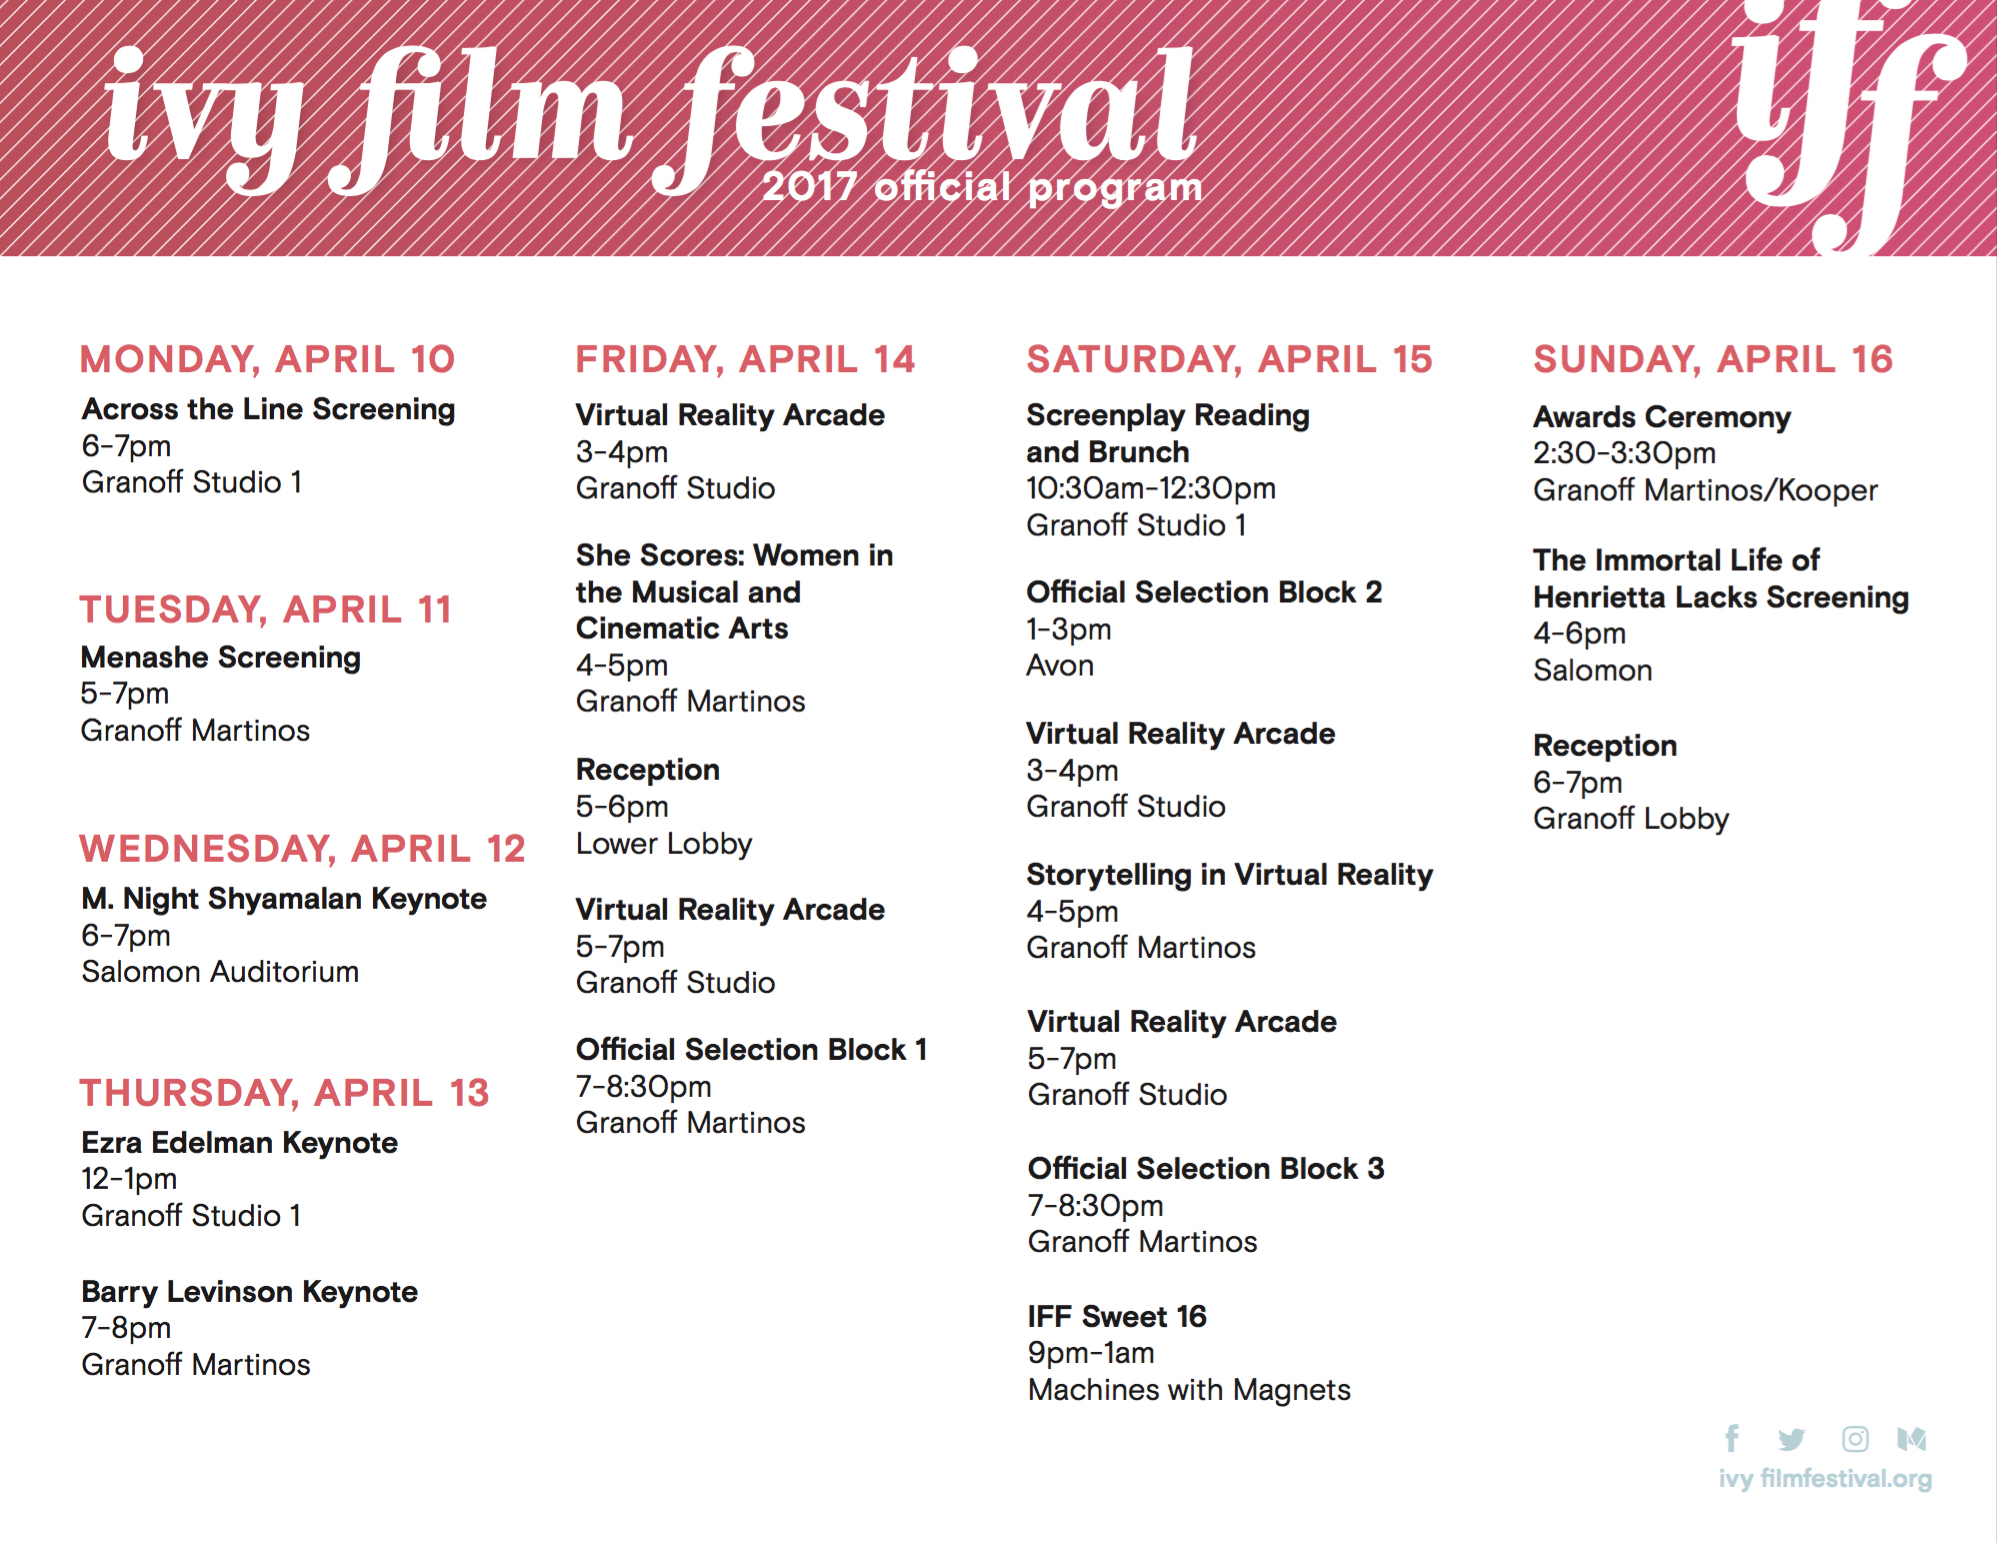 ivy film festival
2017 official program
iff
MONDAY, APRIL 10
Across the Line Screening
6-7pm
Granoff Studio 1
TUESDAY, APRIL 11
Menashe Screening
5-7pm
Granoff Martinos
WEDNESDAY, APRIL 12
M. Night Shyamalan Keynote
6-7pm
Salomon Auditorium
THURSDAY, APRIL 13
Ezra Edelman Keynote
12-1pm
Granoff Studio 1
Barry Levinson Keynote
7-8pm
Granoff Martinos
FRIDAY, APRIL 14
Virtual Reality Arcade
3-4pm
Granoff Studio
She Scores: Women in
the Musical and
Cinematic Arts
4-5pm
Granoff Martinos
Reception
5-6pm
Lower Lobby
Virtual Reality Arcade
5-7pm
Granoff Studio
Official Selection Block 1
7-8:30pm
Granoff Martinos
SATURDAY, APRIL 15
Screenplay Reading
and Brunch
10:30am-12:30pm
Granoff Studio 1
Official Selection Block 2
1-3pm
Avon
Virtual Reality Arcade
3-4pm
Granoff Studio
Storytelling in Virtual Reality
4-5pm
Granoff Martinos
Virtual Reality Arcade
5-7pm
Granoff Studio
Official Selection Block 3
7-8:30pm
Granoff Martinos
IFF Sweet 16
9pm-1am
Machines with Magnets
SUNDAY, APRIL 16
Awards Ceremony
2:30-3:30pm
Granoff Martinos/Kooper
The Immortal Life of
Henrietta Lacks Screening
4-6pm
Salomon
Reception
6-7pm
Granoff Lobby
ivy filmfestival.org